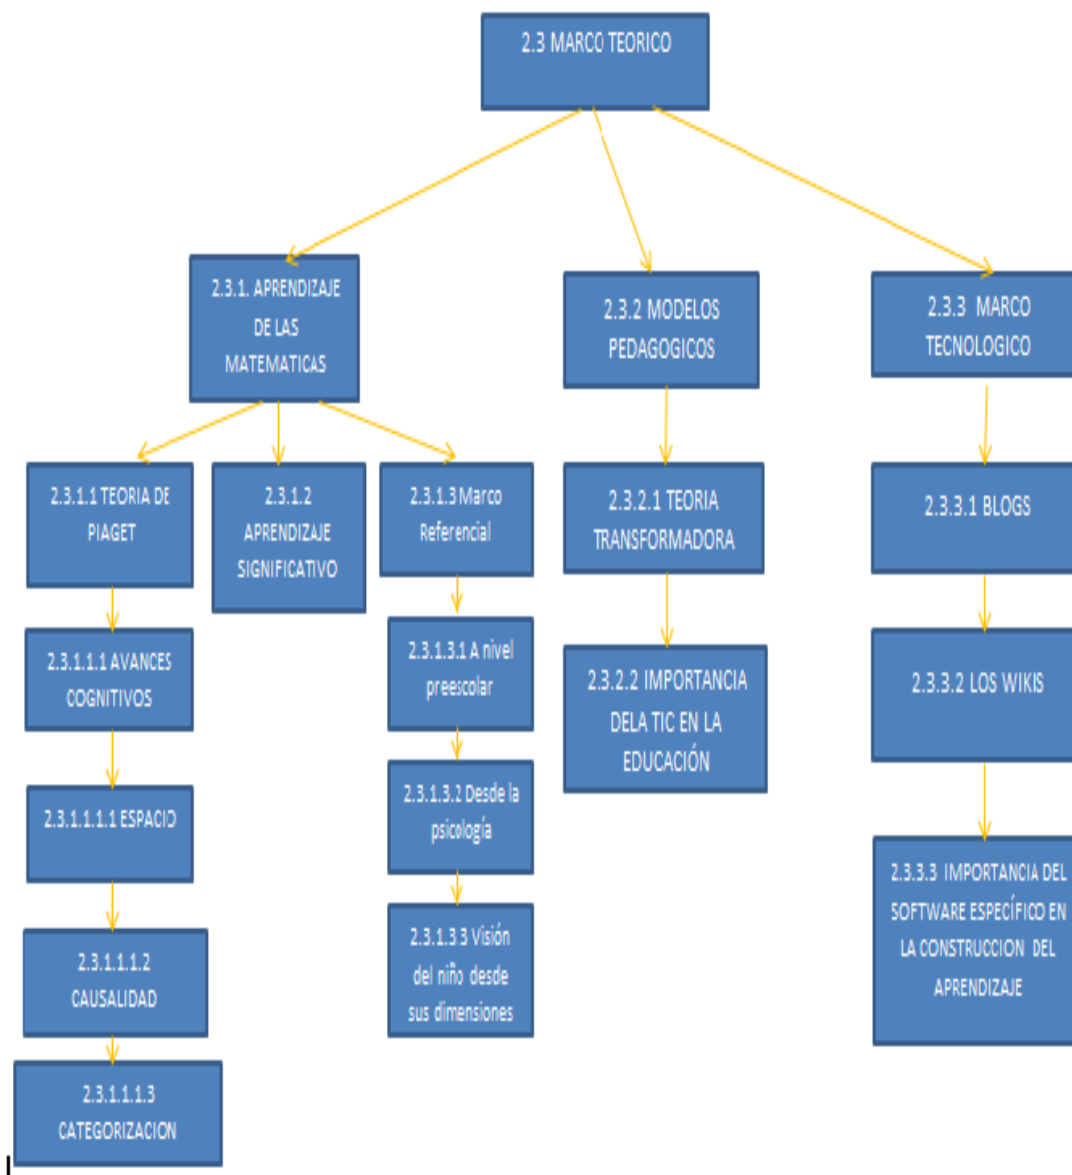 2.3 MARCO TEORICO
2.3.1. APRENDIZAJE
DE LAS
MATEMATICAS
2.3.2 MODELOS
PEDAGOGICOS
2.3.3 MARCO
TECNOLOGICO
2.3.1.1 TEORIA DE
PIAGET
2.3.1.2
APRENDIZAJE
SIGNIFICATIVO
2.3.1.3 Marco
Referencial
2.3.2.1 TEORIA
TRANSFORMADORA
2.3.3.1 BLOGS
2.3.1.1.1 AVANCES
COGNITIVOS
2.3.1.3.1 A nivel
preescolar
2.3.2.2 IMPORTANCIA
DELA TIC EN LA
EDUCACIÓN
2.3.3.2 LOS WIKIS
2.3.1.1.1.1 ESPACIO
2.3.1.3.2 Desde la
psicología
2.3.3.3 IMPORTANCIA DEL
SOFTWARE ESPECÍFICO EN
LA CONSTRUCCION DEL
APRENDIZAJE
2.3.1.1.1.2
CAUSALIDAD
2.3.1.3.3 Visión
del niño desde
sus dimensiones
2.3.1.1.1.3
CATEGORIZACION